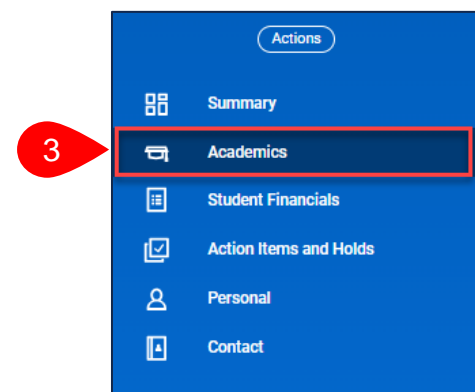 Actions
Summary
3
Academics
Student Financials
Action Items and Holds
Personal
Contact